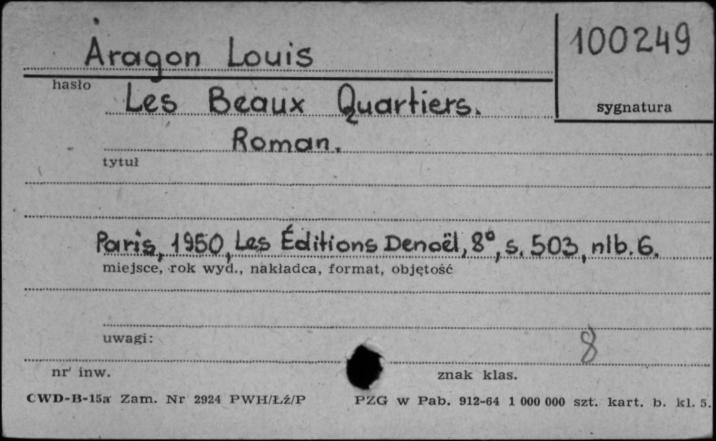 Aragon Louis
100249
hasło
sygnatura
Les Beaux Quartiers.
Roman.
tytuł
Paris, 1950, Les Éditions Denoël, 8°, s. 503, nlb. 6.
miejsce, rok wyd., nakładca, format, objętość
uwagi:
8
nr inw.
znak klas.
CWD-B-15a Zam. Nr 2924 PWH/Łź/P PZG w Pab. 912-64 1 000 000 szt. kart. b. kl. 5.